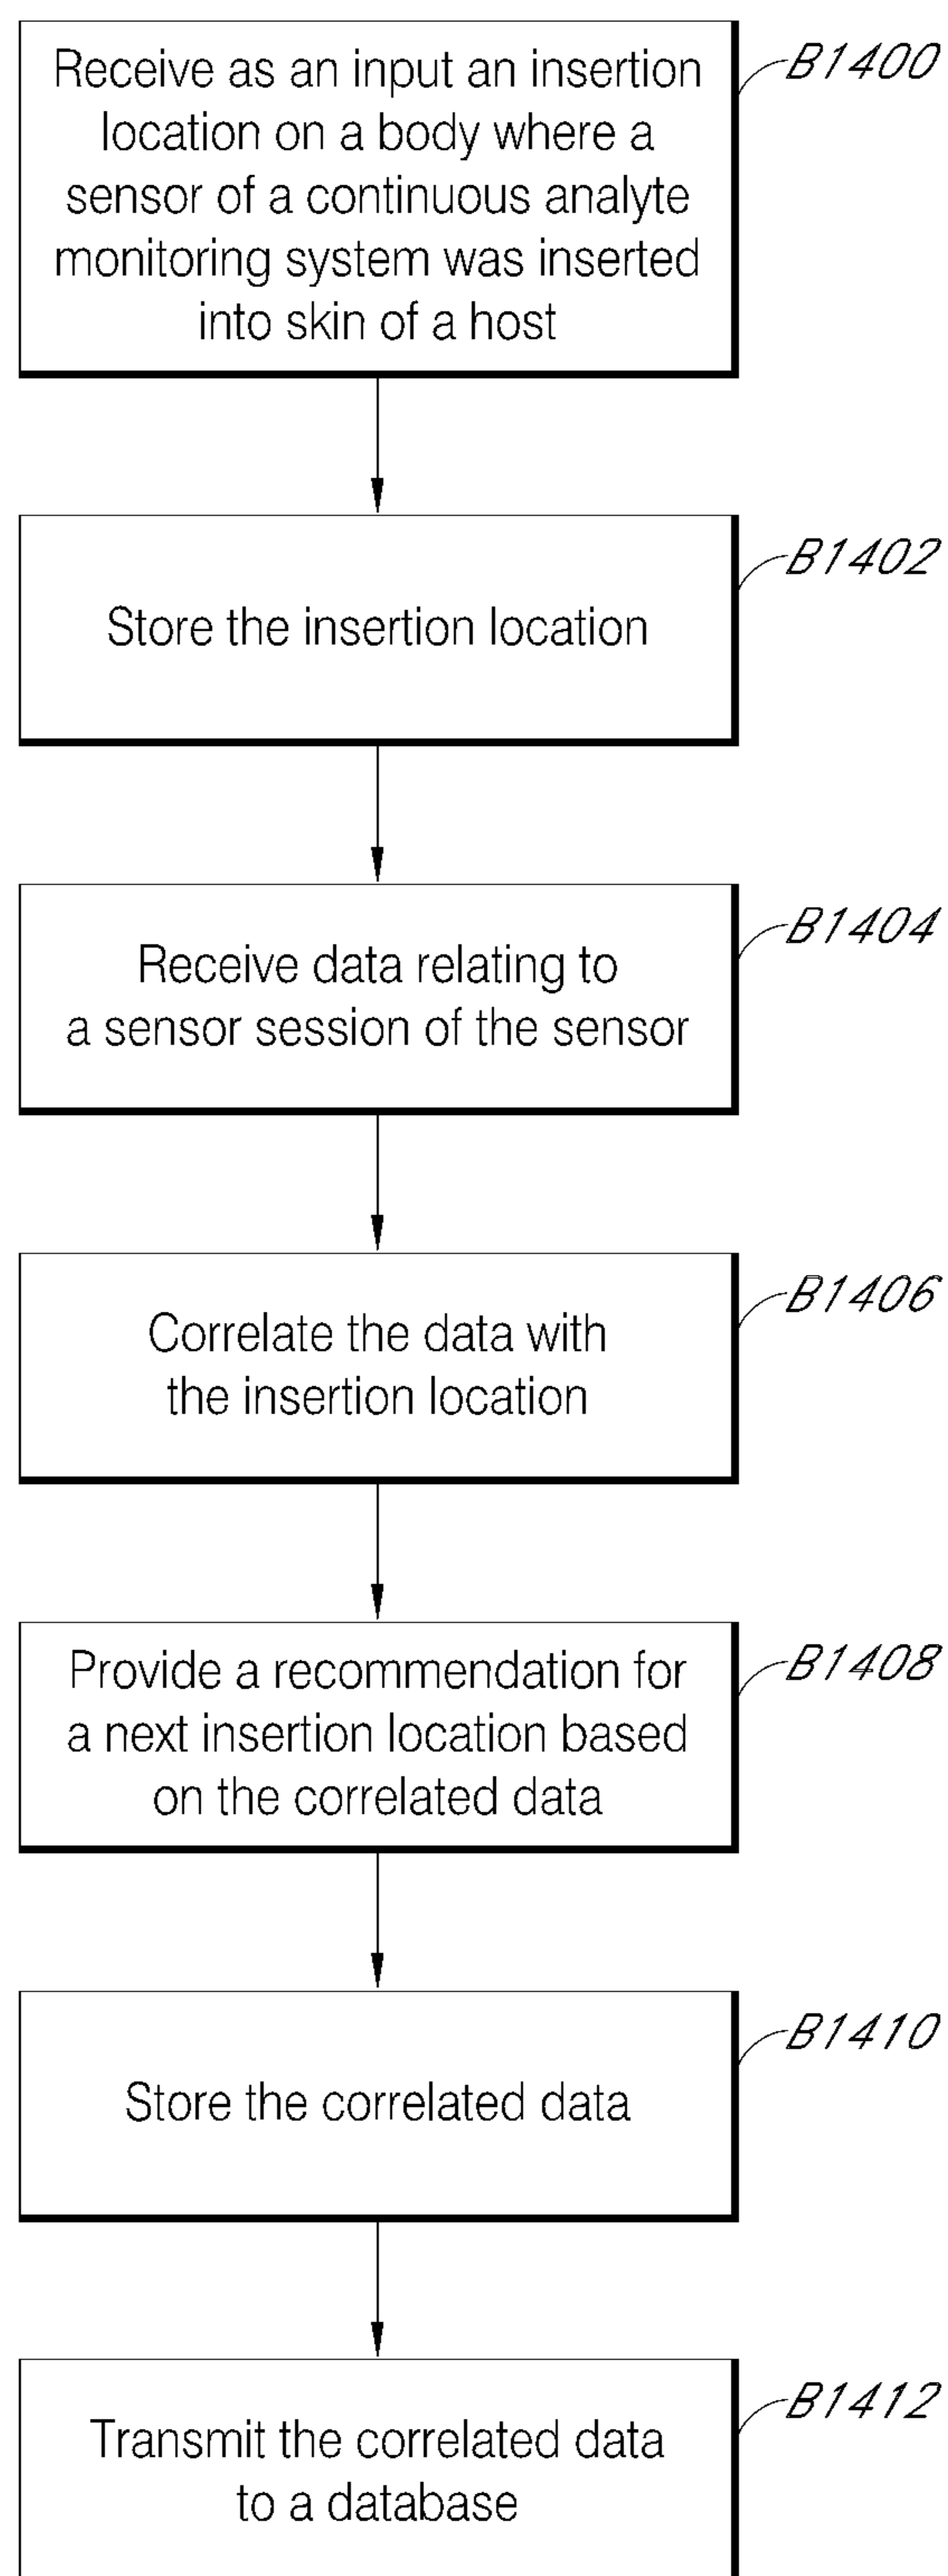 Receive as an input an insertion
location on a body where a
sensor of a continuous analyte
monitoring system was inserted
into skin of a host
B1400
Store the insertion location
B1402
Receive data relating to
a sensor session of the sensor
B1404
Correlate the data with
the insertion location
B1406
Provide a recommendation for
a next insertion location based
on the correlated data
B1408
Store the correlated data
B1410
Transmit the correlated data
to a database
B1412